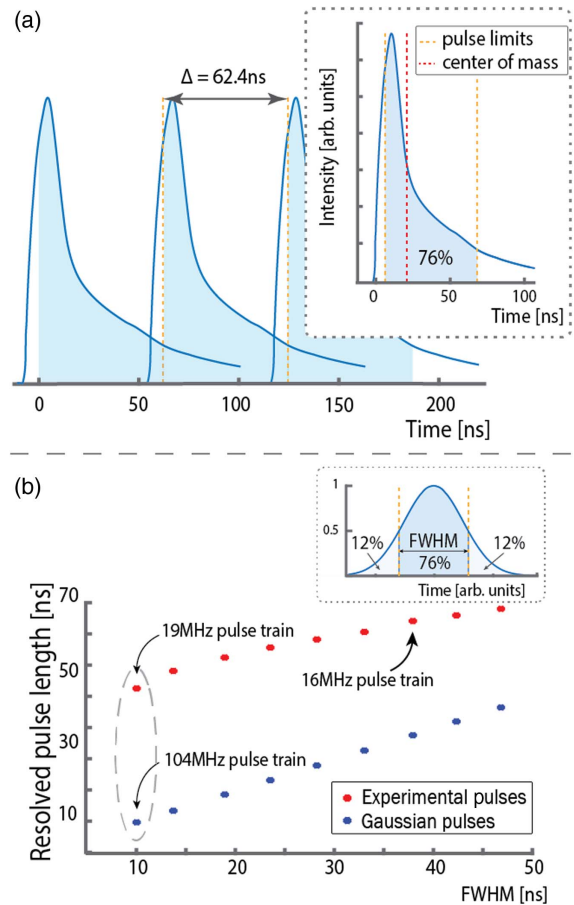 (a)
Δ = 62.4ns
0
50
100
150
200
Time [ns]
pulse limits
center of mass
Intensity [arb. units]
76%
0
50
100
Time [ns]
(b)
1
0.5
12%
FWHM
76%
12%
Time [arb. units]
Resolved pulse length [ns]
70
50
30
10
19MHz pulse train
16MHz pulse train
104MHz pulse train
Experimental pulses
Gaussian pulses
10
20
30
40
50
FWHM [ns]